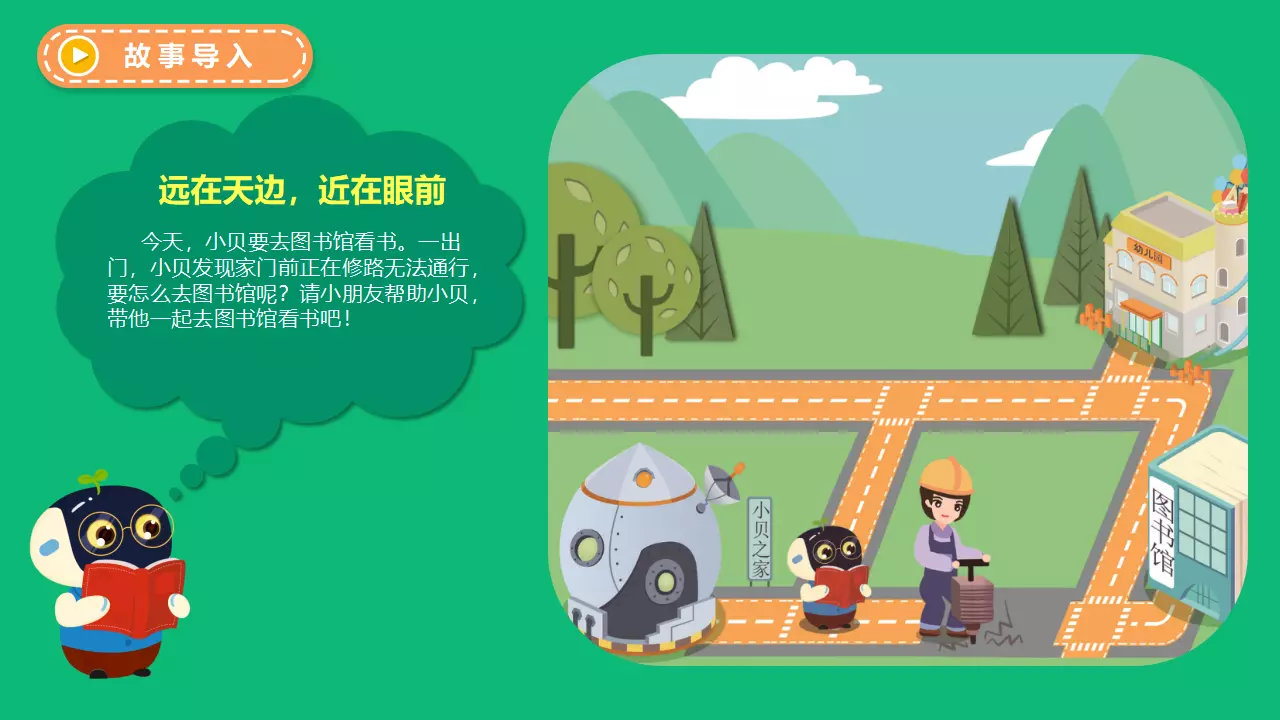 故事导入
远在天边，近在眼前
今天，小贝要去图书馆看书。一出
门，小贝发现家门前正在修路无法通行，
要怎么去图书馆呢？请小朋友帮助小贝，
带他一起去图书馆看书吧！
幼儿园
小贝之家
图书馆